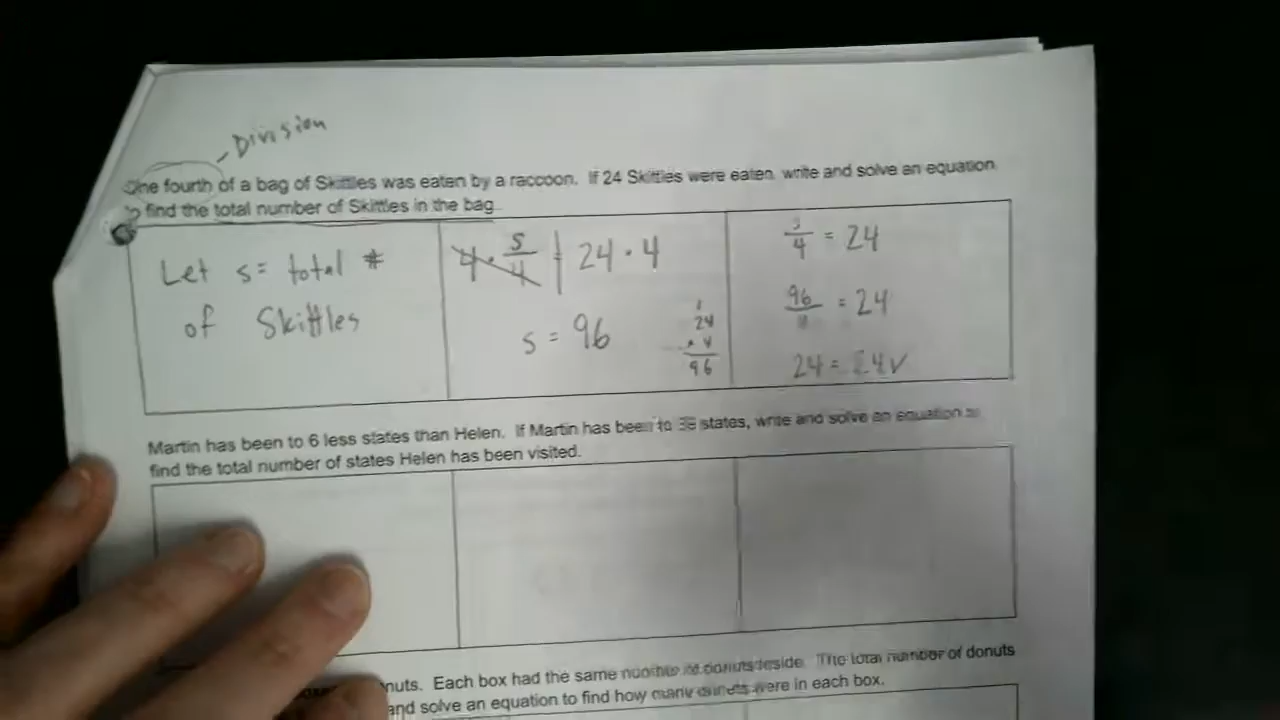 Division
One fourth of a bag of Skittles was eaten by a raccoon. If 24 Skittles were eaten, write and solve an equation
to find the total number of Skittles in the bag.
Let s = total #
of Skittles
4 · s/4 = 24 · 4
s = 96
1
24
× 4
96
s/4 = 24
96/ = 24
24 = 24 ✓
Martin has been to 6 less states than Helen. If Martin has been to states, write and solve an equation to
find the total number of states Helen has been visited.
nuts. Each box had the same number of donuts inside. The total number of donuts
and solve an equation to find how many donuts were in each box.